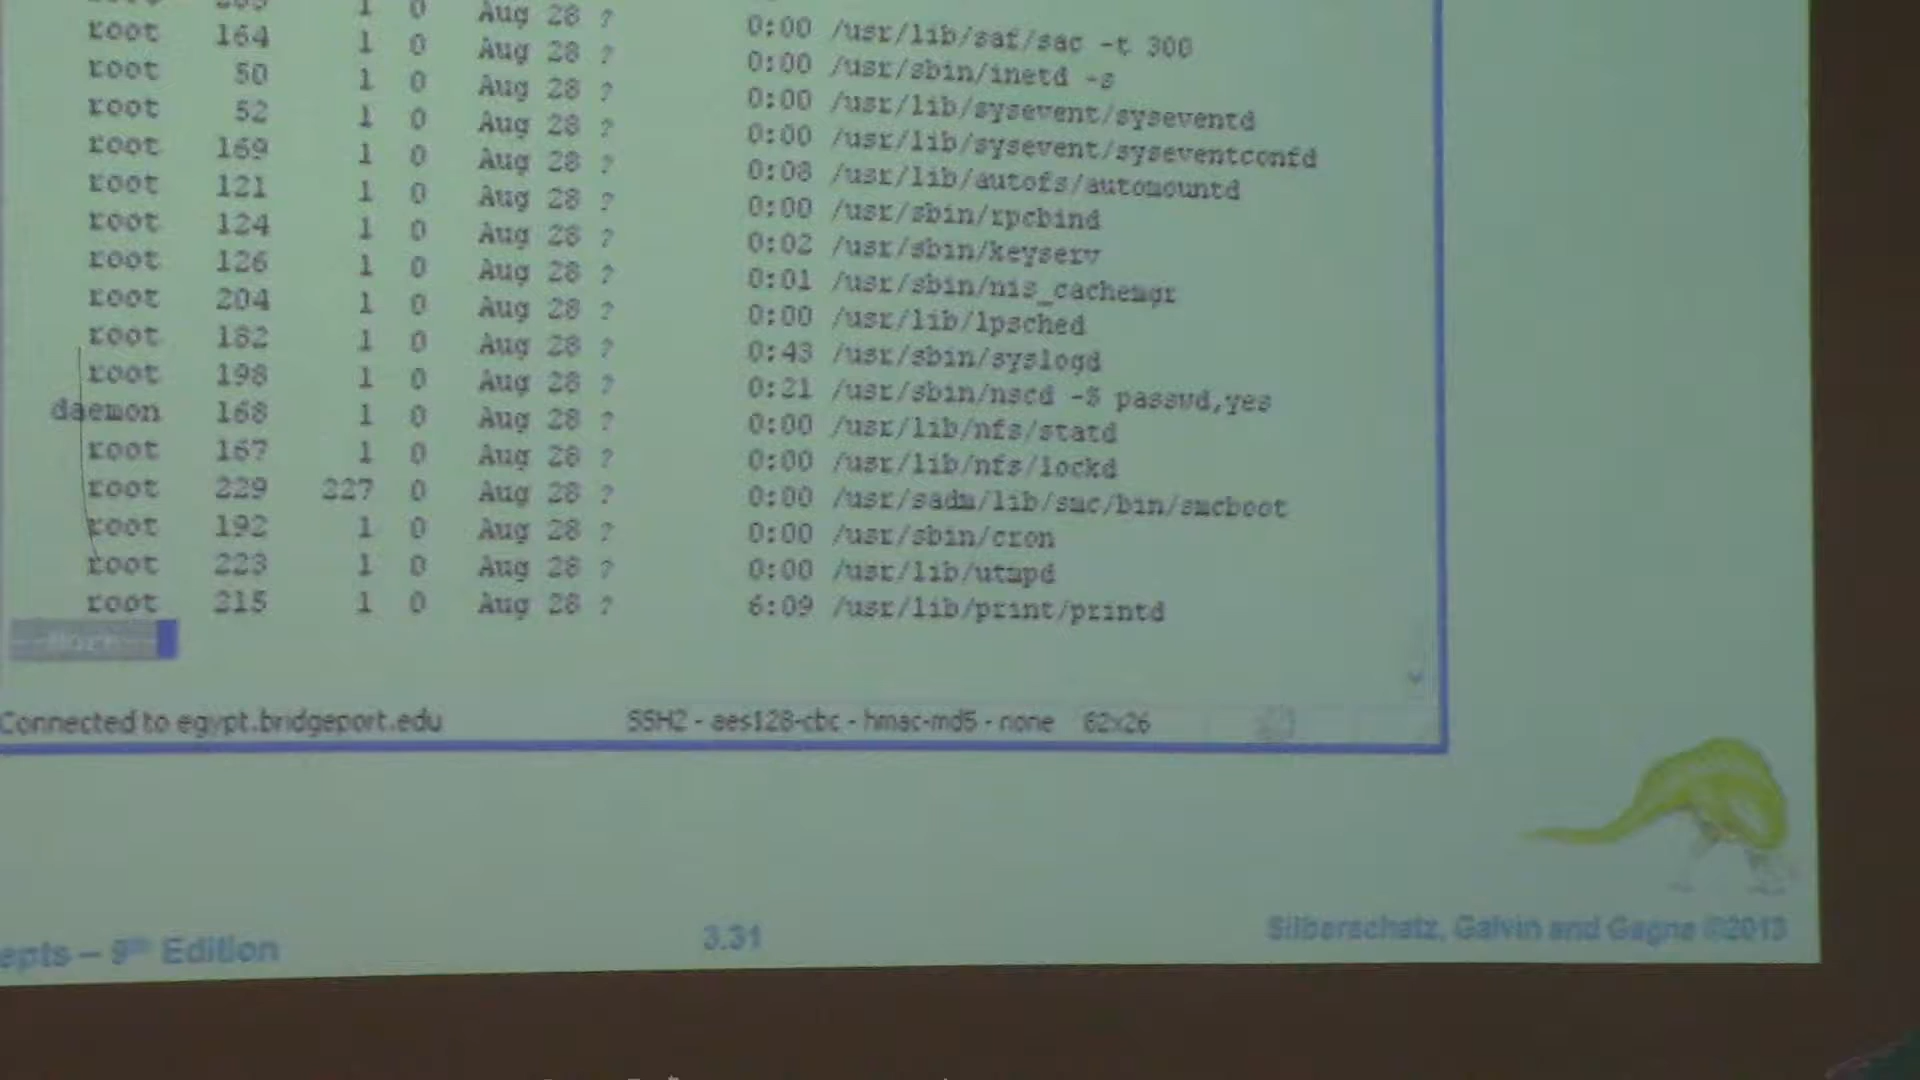 1 0 Aug 28 ? 0:00 /usr/lib/saf/sac -t 300
root 164 1 0 Aug 28 ? 0:00 /usr/sbin/inetd -s
root 50 1 0 Aug 28 ? 0:00 /usr/lib/sysevent/syseventd
root 52 1 0 Aug 28 ? 0:00 /usr/lib/sysevent/syseventconfd
root 169 1 0 Aug 28 ? 0:08 /usr/lib/autofs/automountd
root 121 1 0 Aug 28 ? 0:00 /usr/sbin/rpcbind
root 124 1 0 Aug 28 ? 0:02 /usr/sbin/keyserv
root 126 1 0 Aug 28 ? 0:01 /usr/sbin/nis_cachemgr
root 204 1 0 Aug 28 ? 0:00 /usr/lib/lpsched
root 182 1 0 Aug 28 ? 0:43 /usr/sbin/syslogd
root 198 1 0 Aug 28 ? 0:21 /usr/sbin/nscd -S passwd,yes
daemon 168 1 0 Aug 28 ? 0:00 /usr/lib/nfs/statd
root 167 1 0 Aug 28 ? 0:00 /usr/lib/nfs/lockd
root 229 227 0 Aug 28 ? 0:00 /usr/sadm/lib/smc/bin/smcboot
root 192 1 0 Aug 28 ? 0:00 /usr/sbin/cron
root 223 1 0 Aug 28 ? 0:00 /usr/lib/utmpd
root 215 1 0 Aug 28 ? 6:09 /usr/lib/print/printd
--More--
Connected to egypt.bridgeport.edu SSH2 - aes128-cbc - hmac-md5 - none 62x26
epts – 9th Edition 3.31 Silberschatz, Galvin and Gagne ©2013